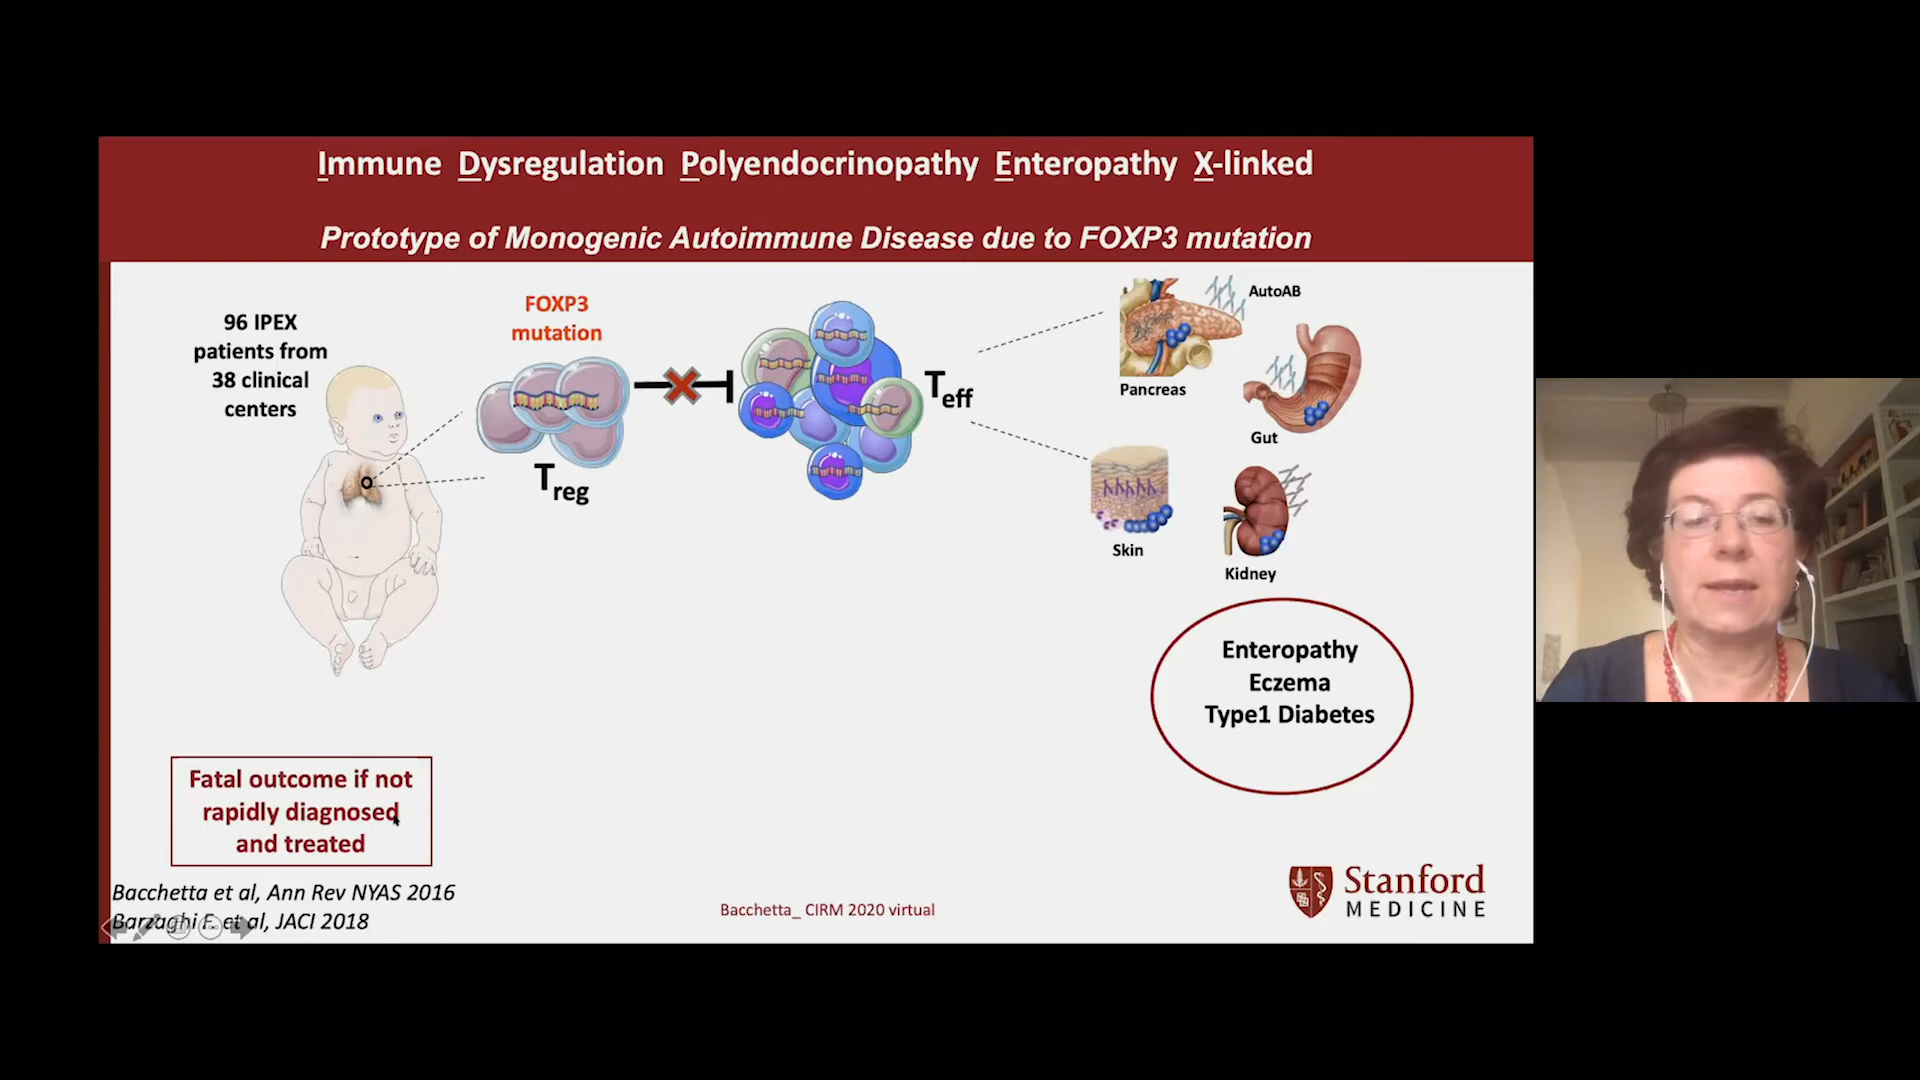 Immune Dysregulation Polyendocrinopathy Enteropathy X-linked
Prototype of Monogenic Autoimmune Disease due to FOXP3 mutation
96 IPEX
patients from
38 clinical
centers
FOXP3
mutation
Treg
Teff
AutoAB
Pancreas
Gut
Skin
Kidney
Enteropathy
Eczema
Type1 Diabetes
Fatal outcome if not
rapidly diagnosed
and treated
Bacchetta et al, Ann Rev NYAS 2016
Barzaghi F. et al, JACI 2018
Bacchetta_ CIRM 2020 virtual
Stanford
MEDICINE